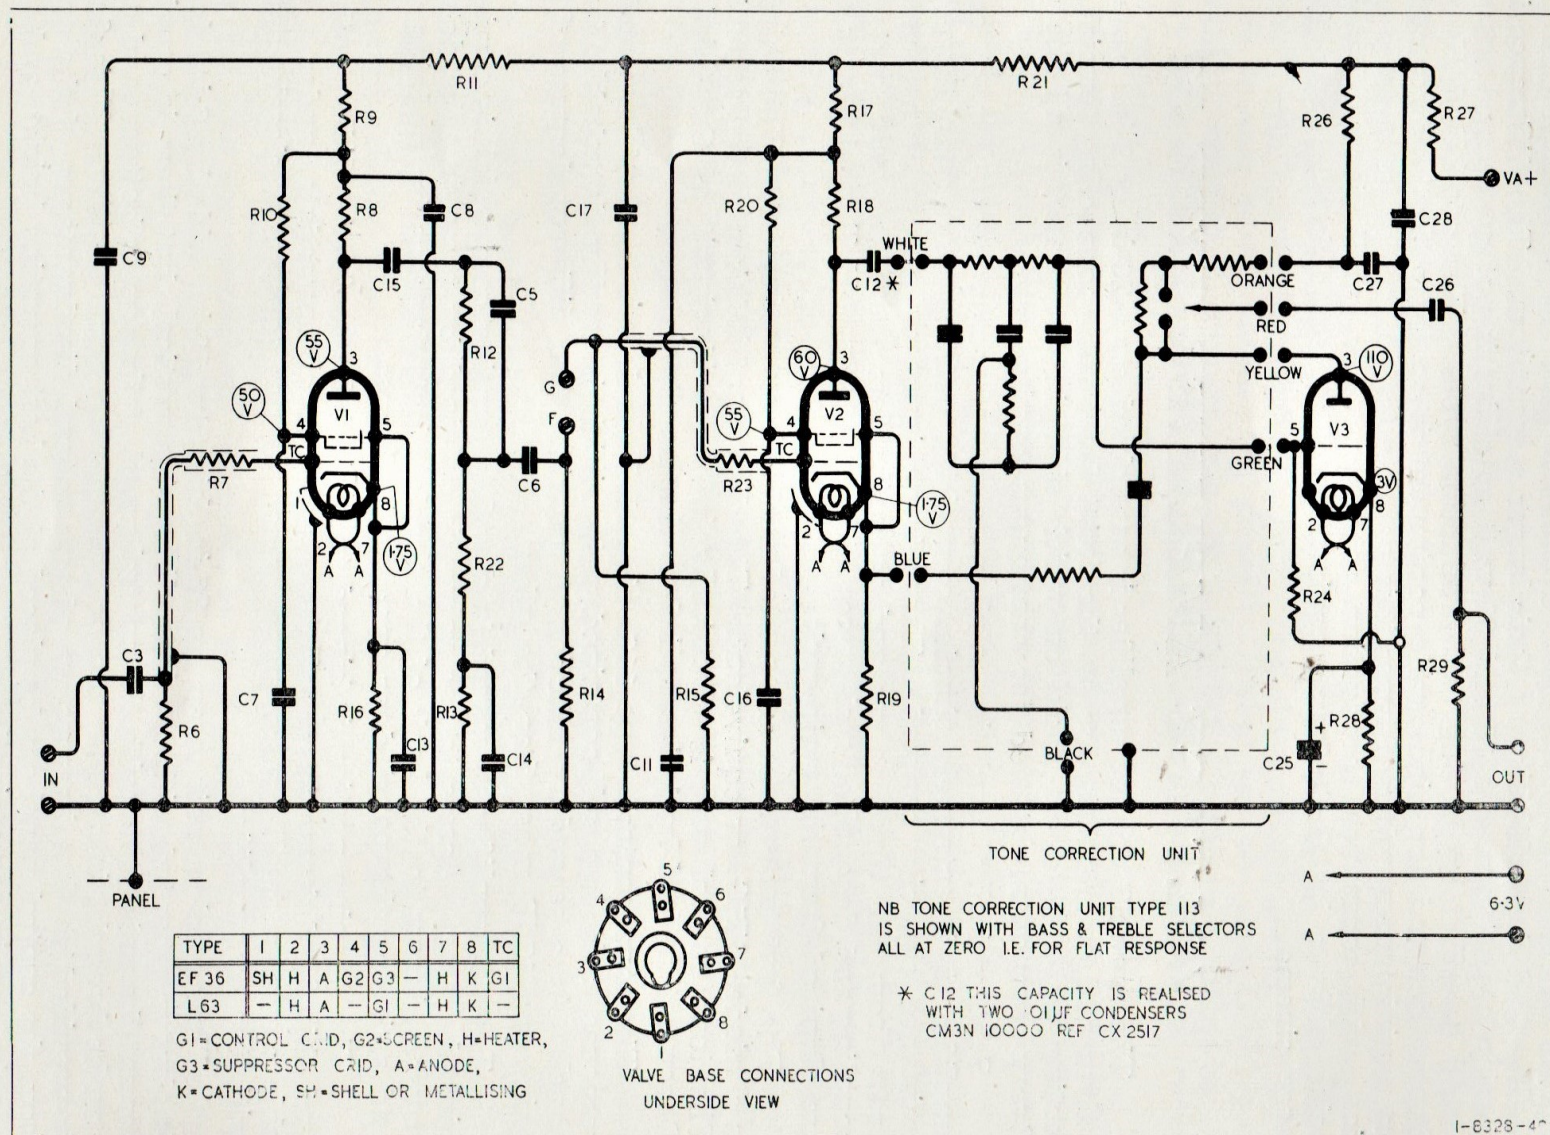 R11
R21
R9
R17
R26
R27
VA+
R10
R8
C8
C17
R20
R18
C28
WHITE
C9
C15
C12 *
ORANGE
C27
C26
C5
RED
R12
55 V
3
60 V
3
YELLOW
3
110 V
G
50 V
4
V1
5
F
55 V
4
V2
5
5
V3
TC
TC
GREEN
R7
C6
R23
1
8
8
3V
8
2
7
1·75 V
2
7
1·75 V
2
7
A
A
A
A
A
A
R22
BLUE
R24
C3
R29
C7
R16
R13
R14
R15
C16
R19
R28
R6
C13
C14
C11
BLACK
+
C25
-
IN
OUT
TONE CORRECTION UNIT
PANEL
A
6·3V
A
NB TONE CORRECTION UNIT TYPE 113
IS SHOWN WITH BASS & TREBLE SELECTORS
ALL AT ZERO I.E. FOR FLAT RESPONSE
* C12 THIS CAPACITY IS REALISED
WITH TWO ·01µF CONDENSERS
CM3N 10000 REF CX 2517
TYPE 1 2 3 4 5 6 7 8 TC
EF 36 SH H A G2 G3 — H K G1
L63 — H A — G1 — H K —
G1=CONTROL GRID, G2=SCREEN, H=HEATER,
G3=SUPPRESSOR GRID, A=ANODE,
K=CATHODE, SH=SHELL OR METALLISING
5
4
6
3
7
2
8
1
VALVE BASE CONNECTIONS
UNDERSIDE VIEW